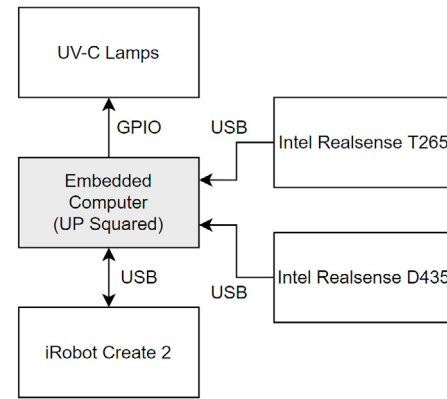 UV-C Lamps
GPIO
USB
Intel Realsense T265
Embedded
Computer
(UP Squared)
USB
USB
Intel Realsense D435
iRobot Create 2